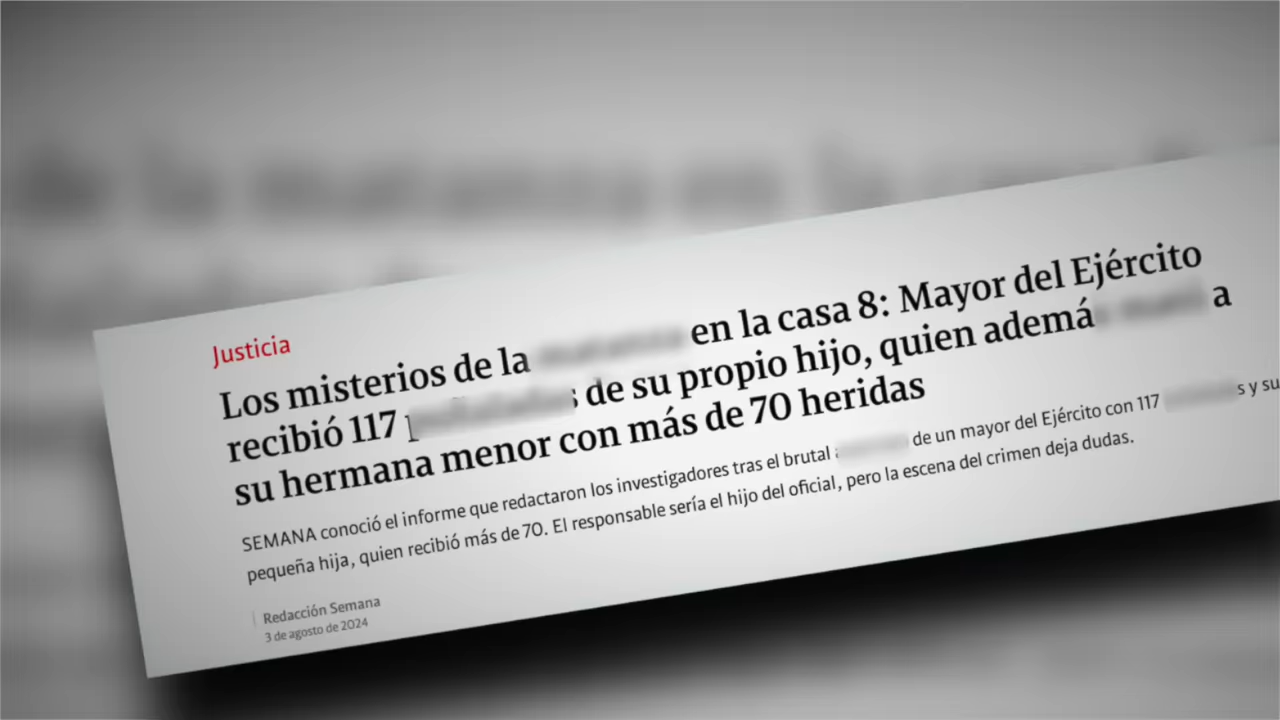 Justicia
Los misterios de la en la casa 8: Mayor del Ejército
recibió 117 de su propio hijo, quien ademá a
su hermana menor con más de 70 heridas
SEMANA conoció el informe que redactaron los investigadores tras el brutal de un mayor del Ejército con 117 s y su
pequeña hija, quien recibió más de 70. El responsable sería el hijo del oficial, pero la escena del crimen deja dudas.
Redacción Semana
3 de agosto de 2024